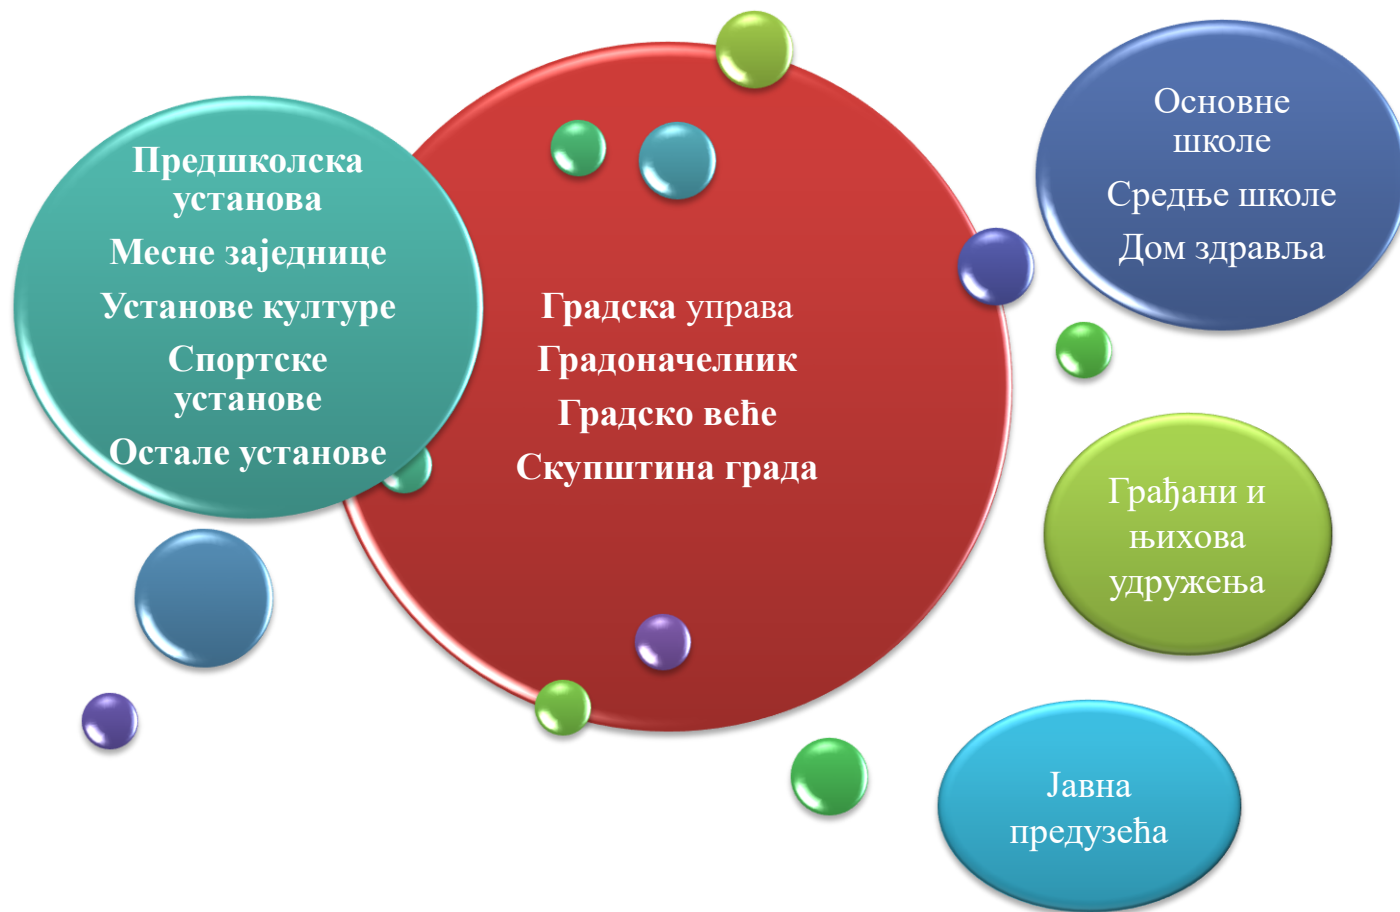 Предшколска
установа
Месне заједнице
Установе културе
Спортске
установе
Остале установе
Градска управа
Градоначелник
Градско веће
Скупштина града
Основне
школе
Средње школе
Дом здравља
Грађани и
њихова
удружења
Јавна
предузећа